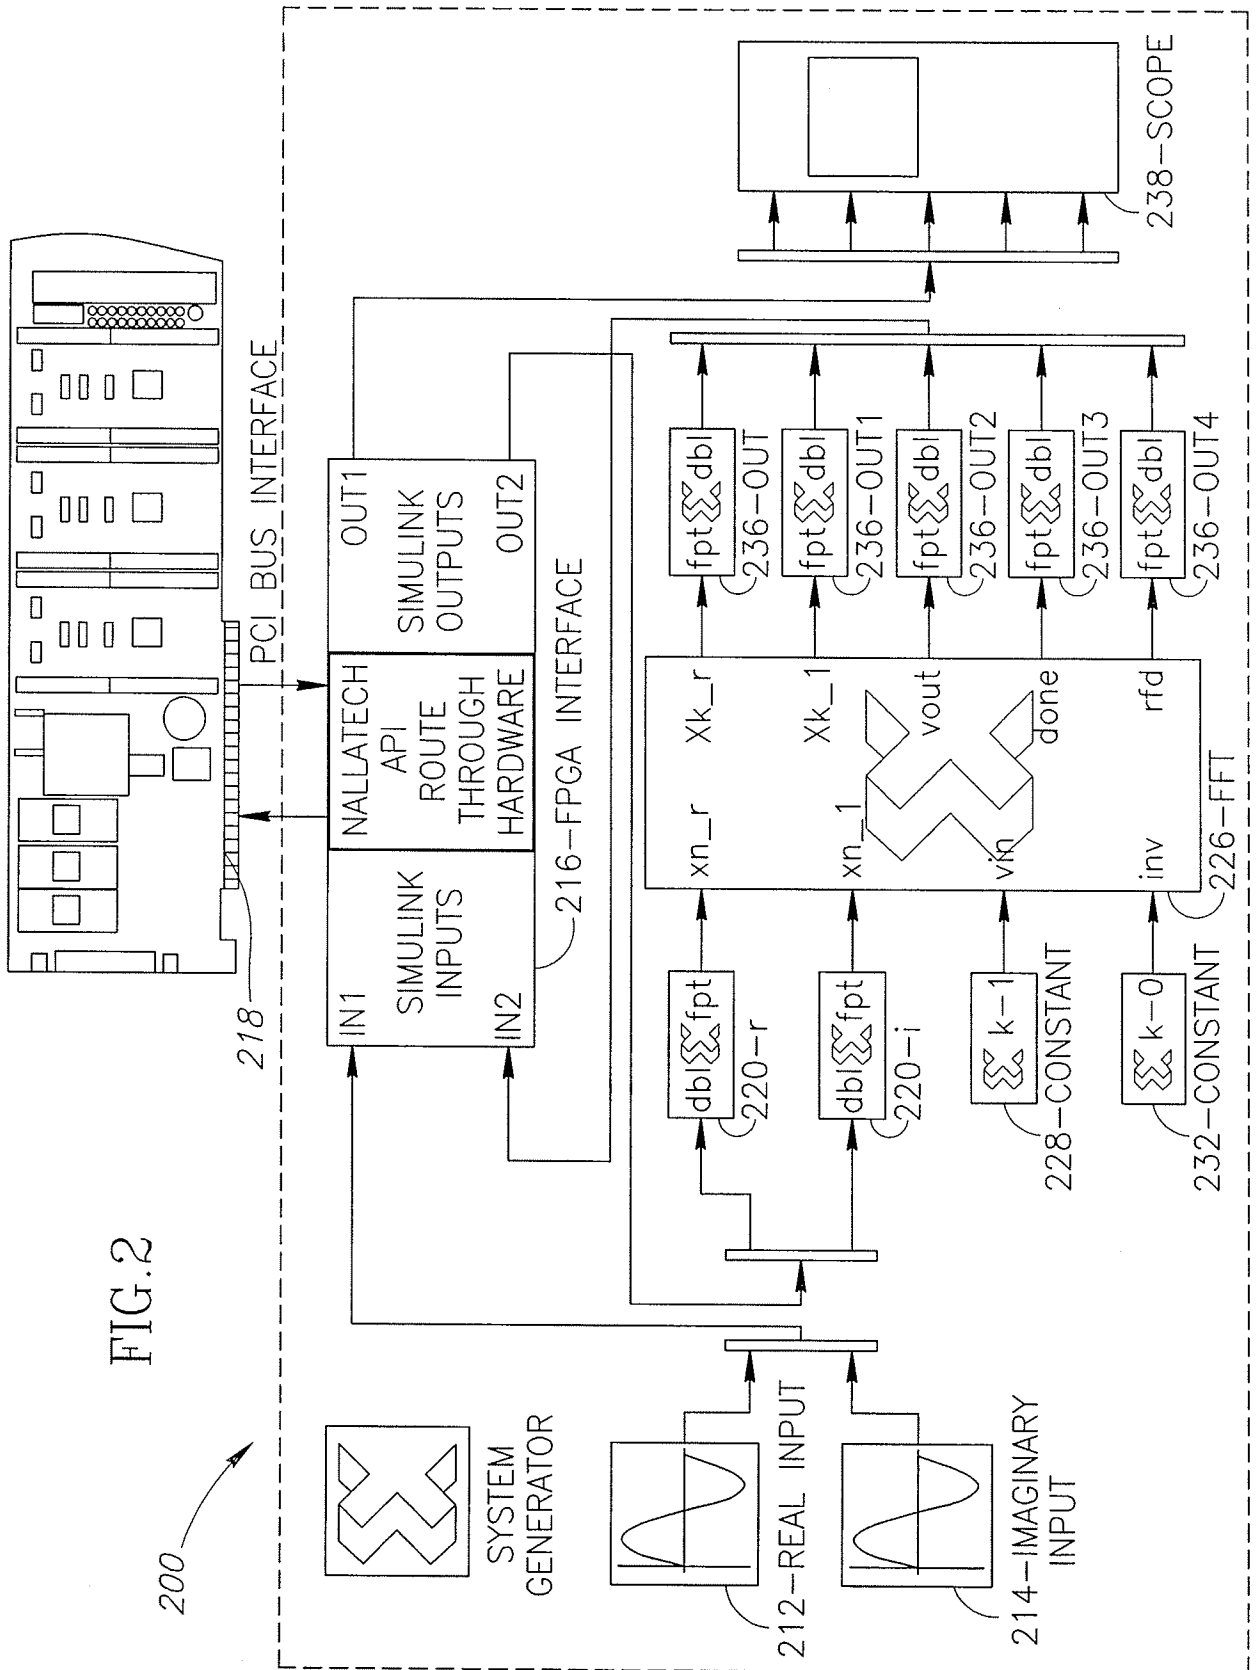 FIG.2
200
218
PCI BUS INTERFACE
IN1
SIMULINK
INPUTS
IN2
NALLATECH
API
ROUTE
THROUGH
HARDWARE
OUT1
SIMULINK
OUTPUTS
OUT2
216-FPGA INTERFACE
SYSTEM
GENERATOR
212-REAL INPUT
214-IMAGINARY
INPUT
dbl fpt
220-r
dbl fpt
220-i
k-1
228-CONSTANT
k-0
232-CONSTANT
xn_r
xn_1
vin
inv
Xk_r
Xk_1
vout
done
rfd
226-FFT
fpt dbl
236-OUT
fpt dbl
236-OUT1
fpt dbl
236-OUT2
fpt dbl
236-OUT3
fpt dbl
236-OUT4
238-SCOPE